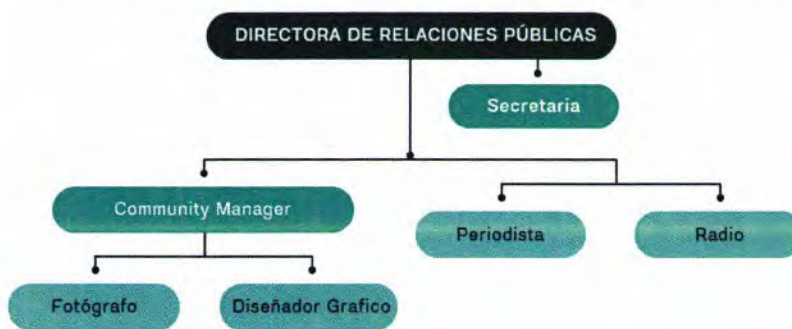 DIRECTORA DE RELACIONES PÚBLICAS
Secretaria
Community Manager
Periodista
Radio
Fotógrafo
Diseñador Grafico